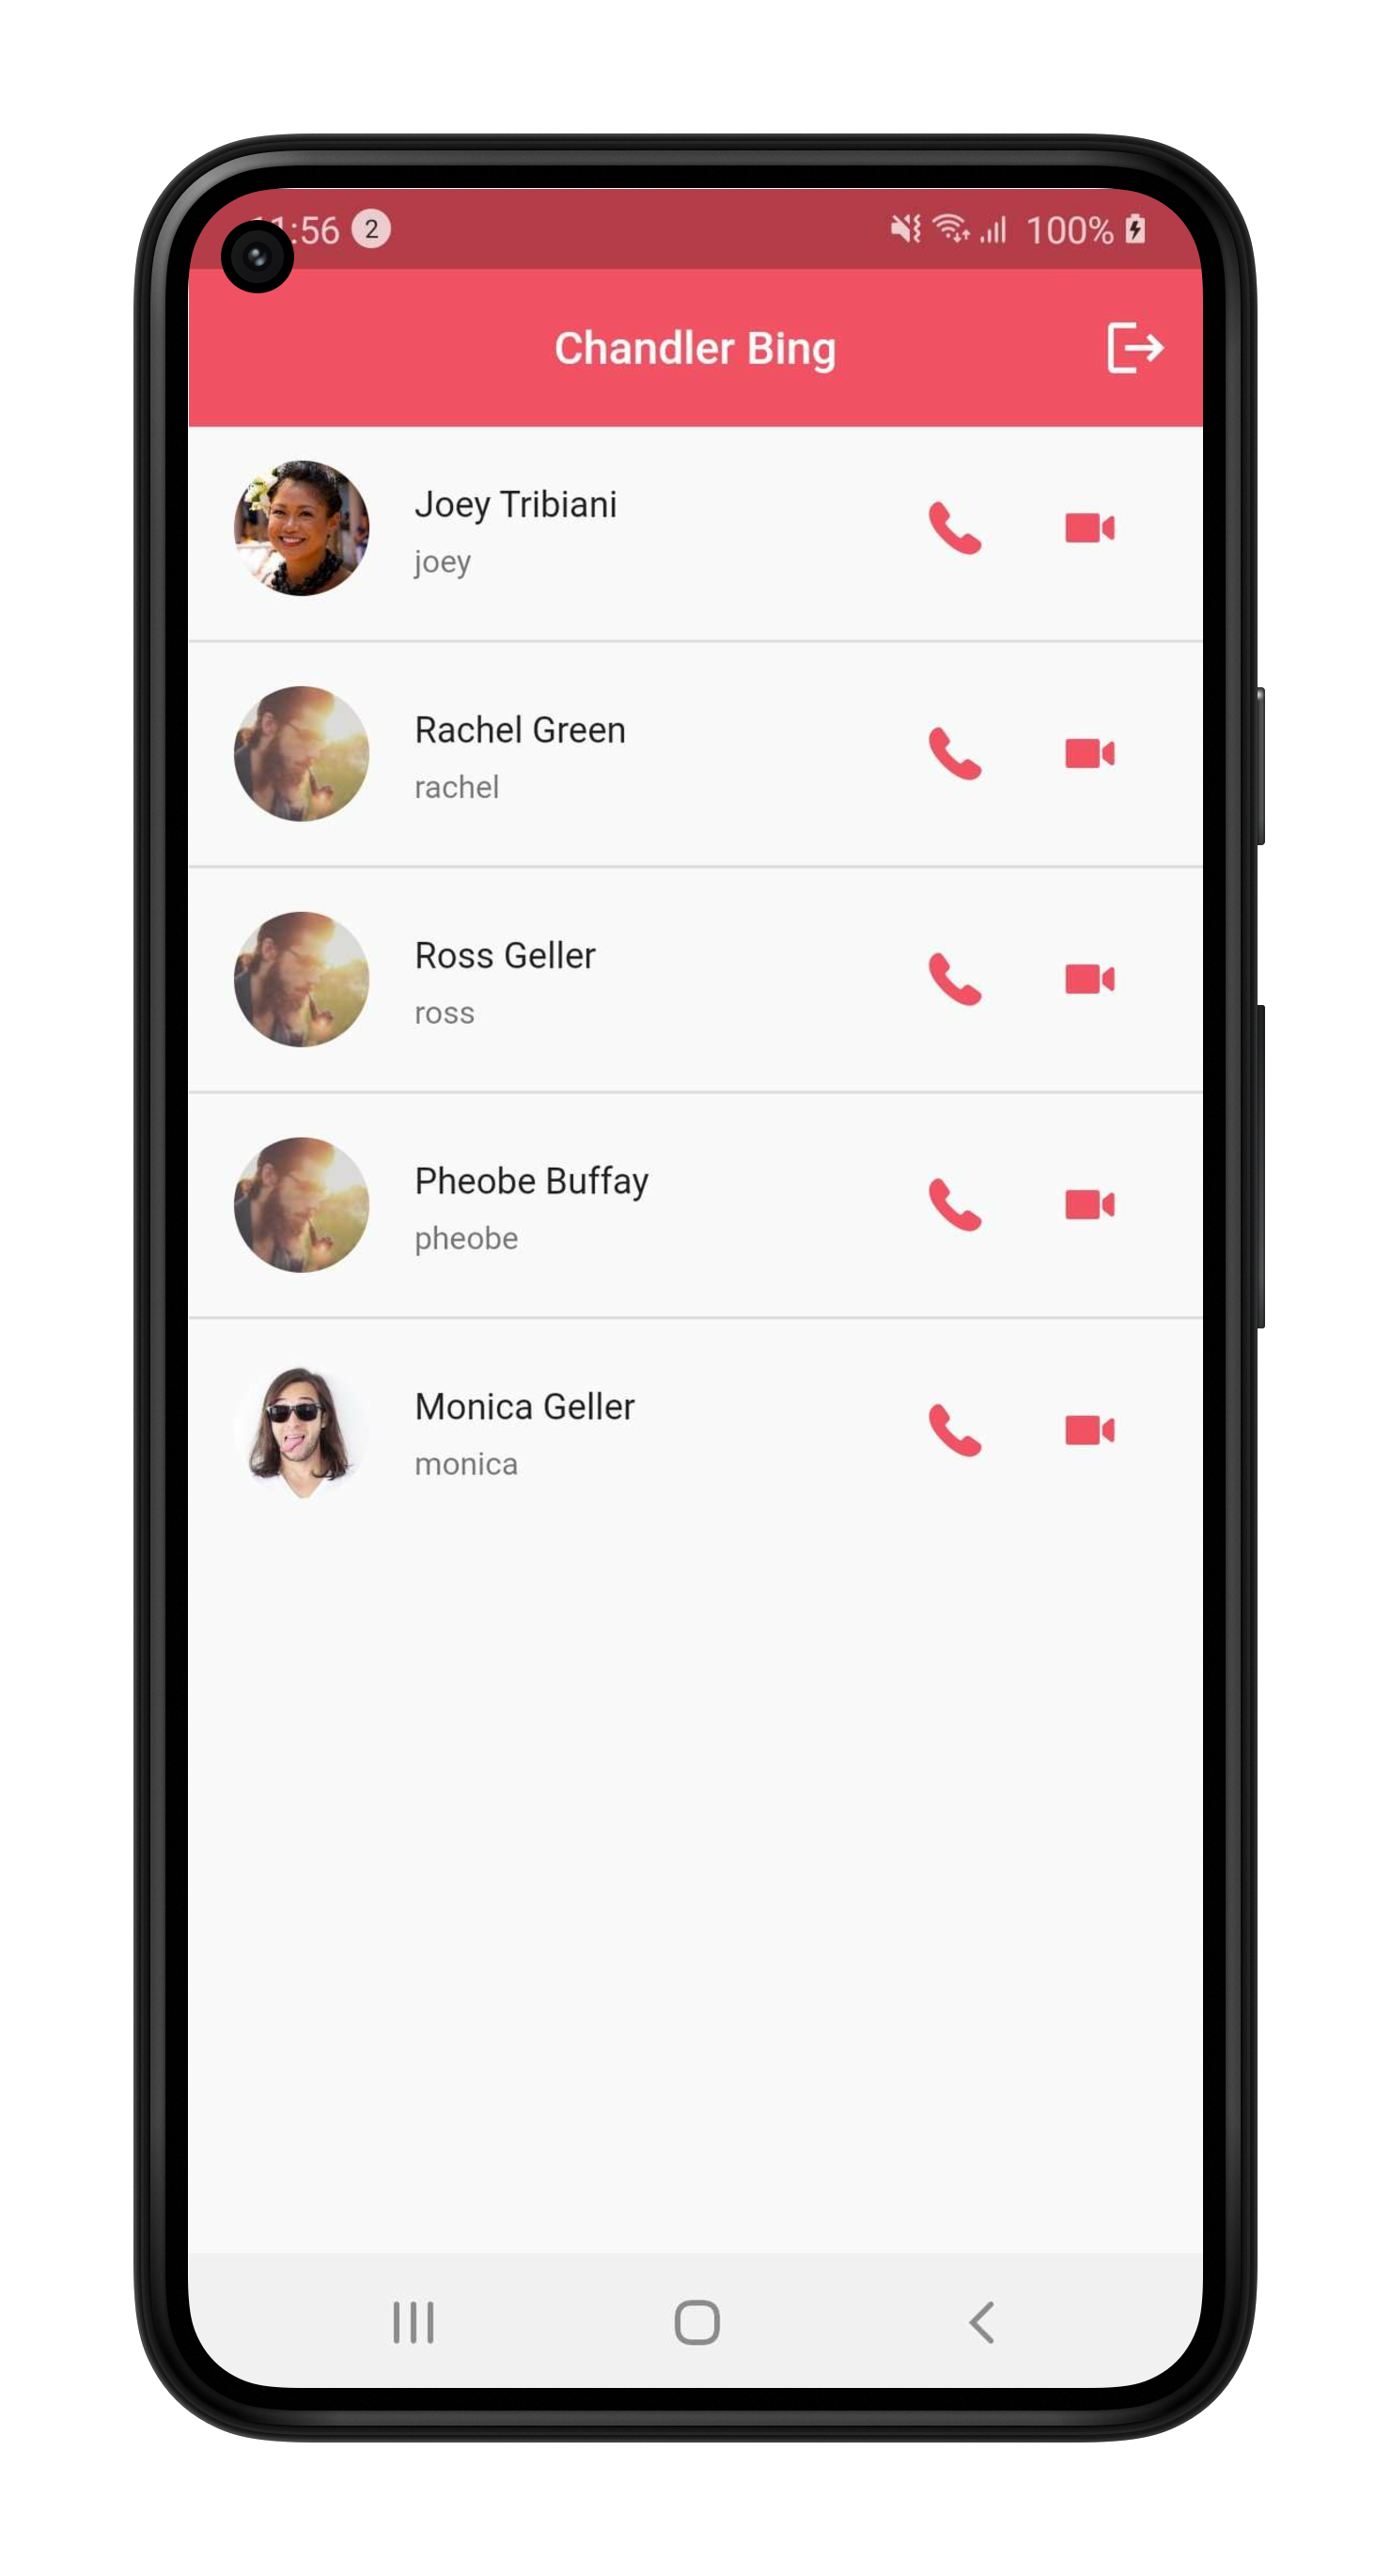 :56 2 100%
Chandler Bing
Joey Tribiani
joey
Rachel Green
rachel
Ross Geller
ross
Pheobe Buffay
pheobe
Monica Geller
monica